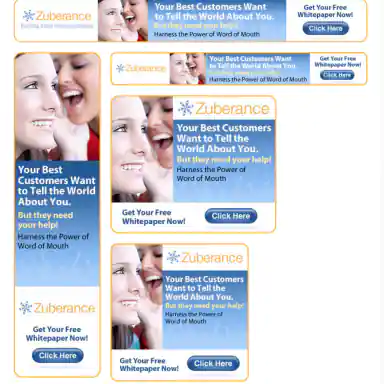 Zuberance
Your Best Customers Want
to Tell the World About You.
But they need your help!
Harness the Power of Word of Mouth
Get Your Free
Whitepaper Now!
Click Here
Zuberance
Your Best Customers Want
to Tell the World About You.
But they need your help!
Harness the Power of Word of Mouth
Get Your Free
Whitepaper Now!
Click Here
Your Best
Customers Want
to Tell the World
About You.
But they need
your help!
Harness the Power of
Word of Mouth
Zuberance
Get Your Free
Whitepaper Now!
Click Here
Zuberance
Your Best Customers
Want to Tell the
World About You.
But they need your help!
Harness the Power of
Word of Mouth
Get Your Free
Whitepaper Now!
Click Here
Zuberance
Your Best Customers
Want to Tell the
World About You.
But they need your help!
Harness the Power of
Word of Mouth
Get Your Free
Whitepaper Now!
Click Here